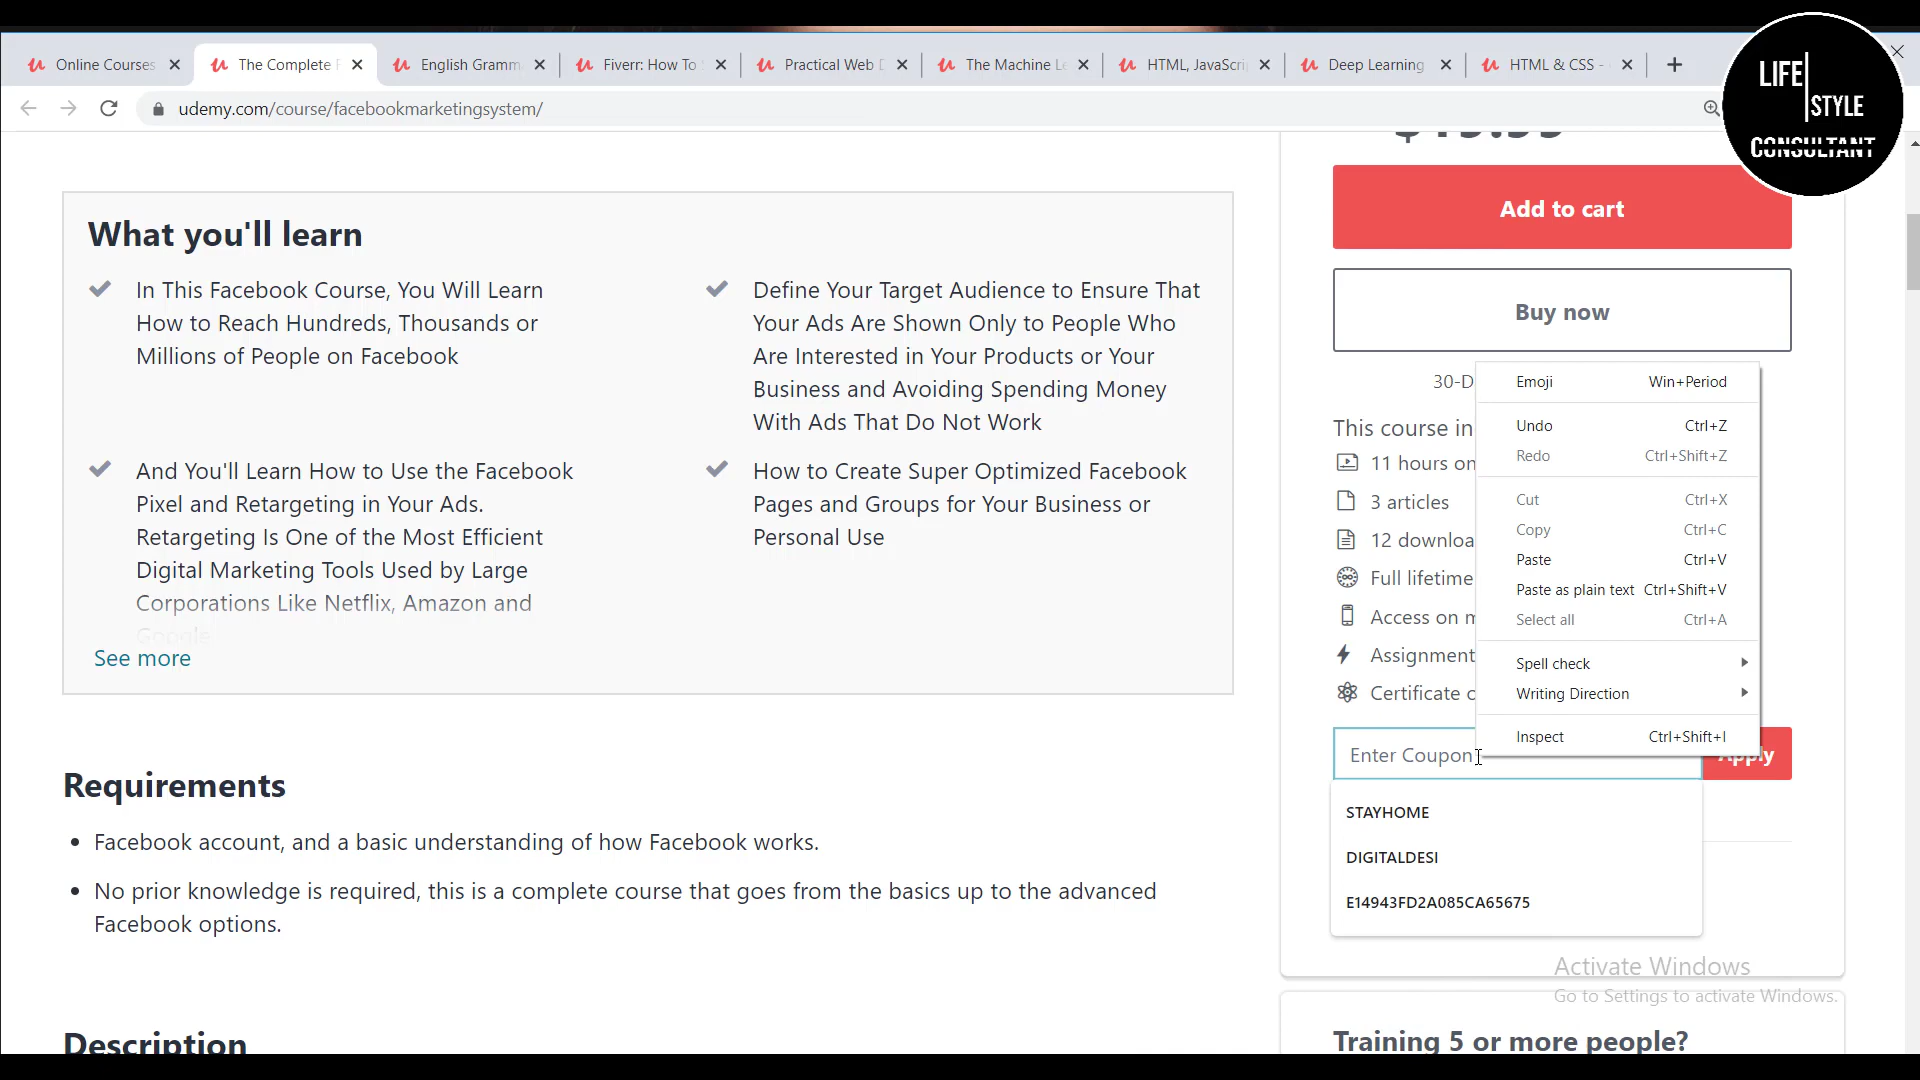 Online Courses
The Complete F
English Gramm
Fiverr: How To
Practical Web D
The Machine Le
HTML, JavaScri
Deep Learning
HTML & CSS -
udemy.com/course/facebookmarketingsystem/
LIFE
STYLE
CONSULTANT
Add to cart
Buy now
What you'll learn
In This Facebook Course, You Will Learn
How to Reach Hundreds, Thousands or
Millions of People on Facebook
Define Your Target Audience to Ensure That
Your Ads Are Shown Only to People Who
Are Interested in Your Products or Your
Business and Avoiding Spending Money
With Ads That Do Not Work
And You'll Learn How to Use the Facebook
Pixel and Retargeting in Your Ads.
Retargeting Is One of the Most Efficient
Digital Marketing Tools Used by Large
Corporations Like Netflix, Amazon and
Google
How to Create Super Optimized Facebook
Pages and Groups for Your Business or
Personal Use
See more
30-D
This course in
11 hours on
3 articles
12 downloa
Full lifetime
Access on m
Assignment
Certificate o
Emoji Win+Period
Undo Ctrl+Z
Redo Ctrl+Shift+Z
Cut Ctrl+X
Copy Ctrl+C
Paste Ctrl+V
Paste as plain text Ctrl+Shift+V
Select all Ctrl+A
Spell check
Writing Direction
Inspect Ctrl+Shift+I
Enter Coupon
Apply
STAYHOME
DIGITALDESI
E14943FD2A085CA65675
Requirements
Facebook account, and a basic understanding of how Facebook works.
No prior knowledge is required, this is a complete course that goes from the basics up to the advanced
Facebook options.
Activate Windows
Go to Settings to activate Windows.
Description
Training 5 or more people?